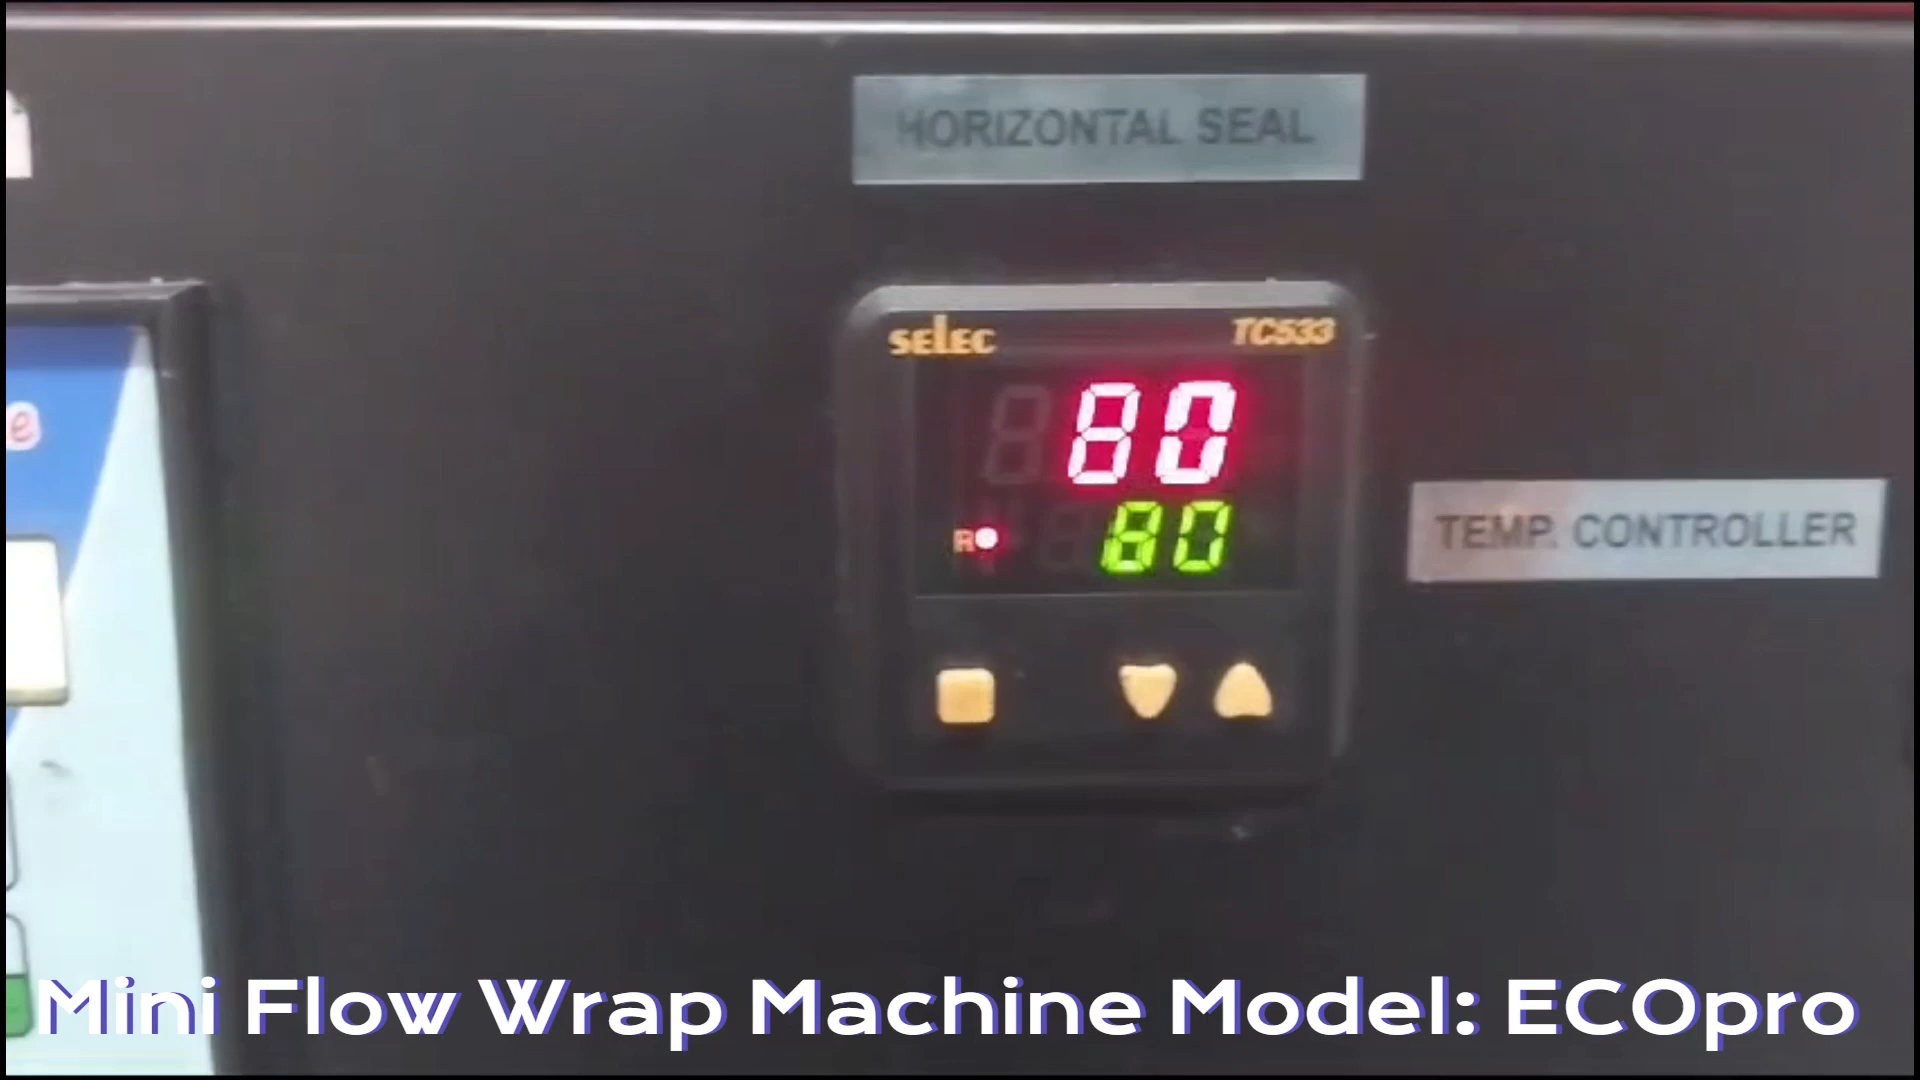 HORIZONTAL SEAL
selec TC533
80
R 80
TEMP. CONTROLLER
e
Mini Flow Wrap Machine Model: ECOpro